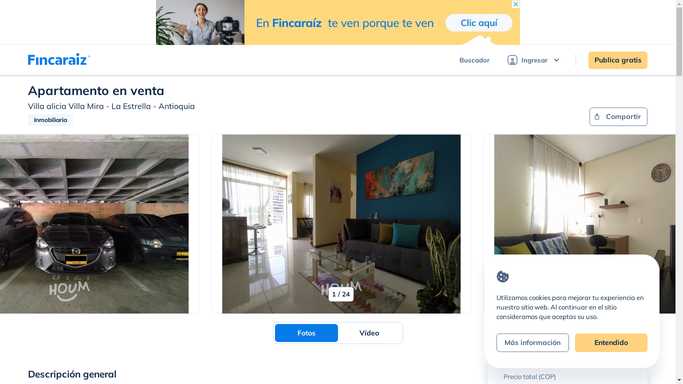 En Fincaraíz te ven porque te ven
Clic aquí
Fincaraiz
Buscador
Ingresar
Publica gratis
Apartamento en venta
Villa alicia Villa Mira - La Estrella - Antioquia
Inmobiliaria
Compartir
HOUM
HOUM
1 / 24
Fotos
Vídeo
Utilizamos cookies para mejorar tu experiencia en
nuestro sitio web. Al continuar en el sitio
consideramos que aceptas su uso.
Más información
Entendido
Descripción general
Precio total (COP)